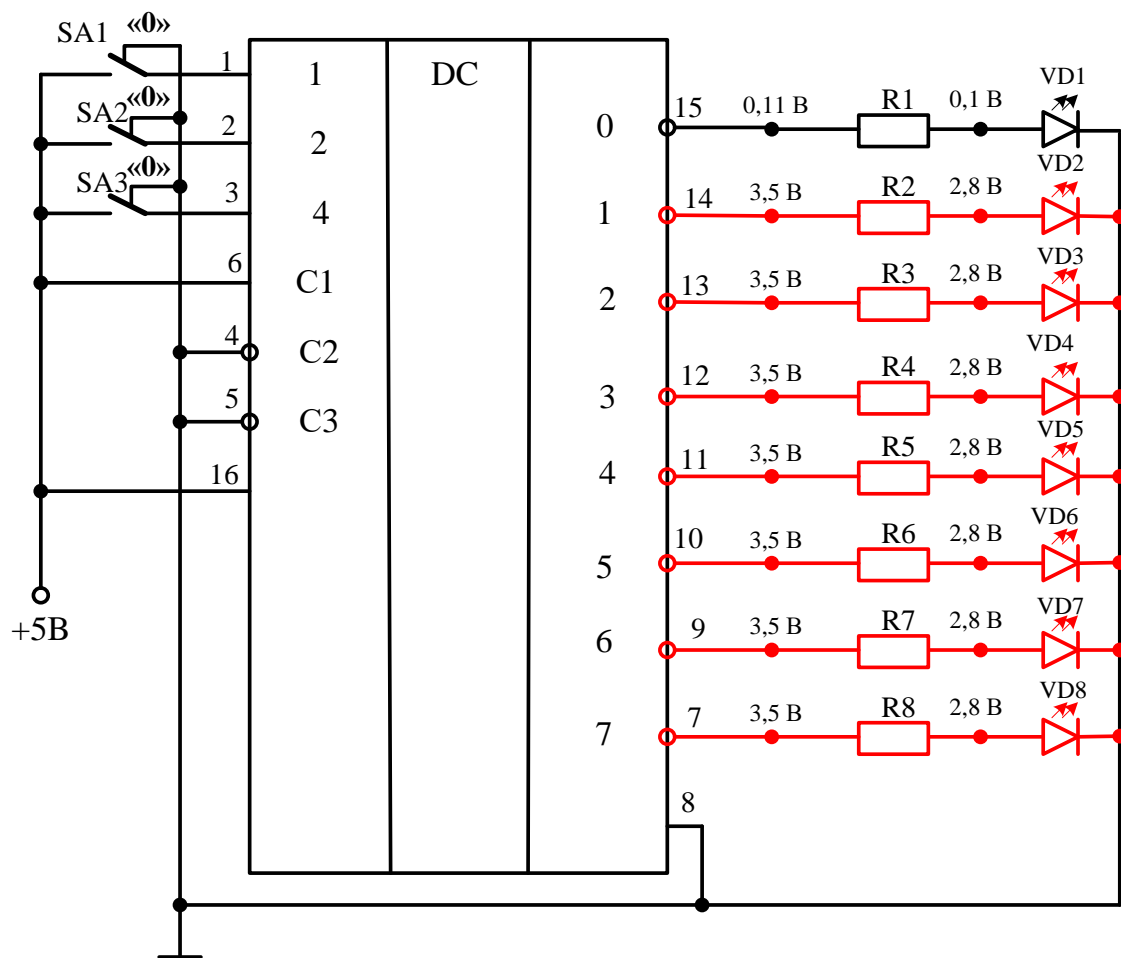 SA1 «0»
1 1 DC
SA2 «0»
2 2
SA3 «0»
3 4
6 C1
4 C2
5 C3
16
+5В
0 15 0,11 В R1 0,1 В VD1
1 14 3,5 В R2 2,8 В VD2
2 13 3,5 В R3 2,8 В VD3
3 12 3,5 В R4 2,8 В VD4
4 11 3,5 В R5 2,8 В VD5
5 10 3,5 В R6 2,8 В VD6
6 9 3,5 В R7 2,8 В VD7
7 7 3,5 В R8 2,8 В VD8
8